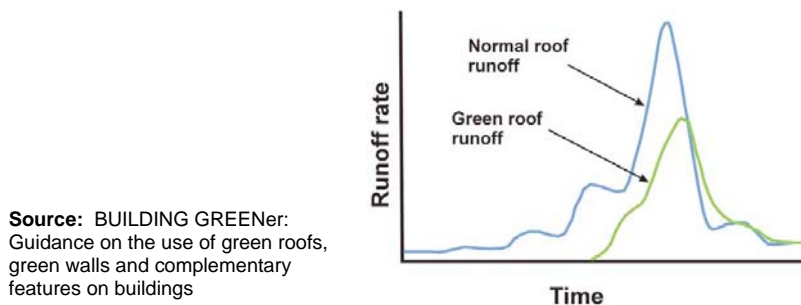 Normal roof
runoff
Green roof
runoff
Runoff rate
Time
Source: BUILDING GREENer:
Guidance on the use of green roofs,
green walls and complementary
features on buildings